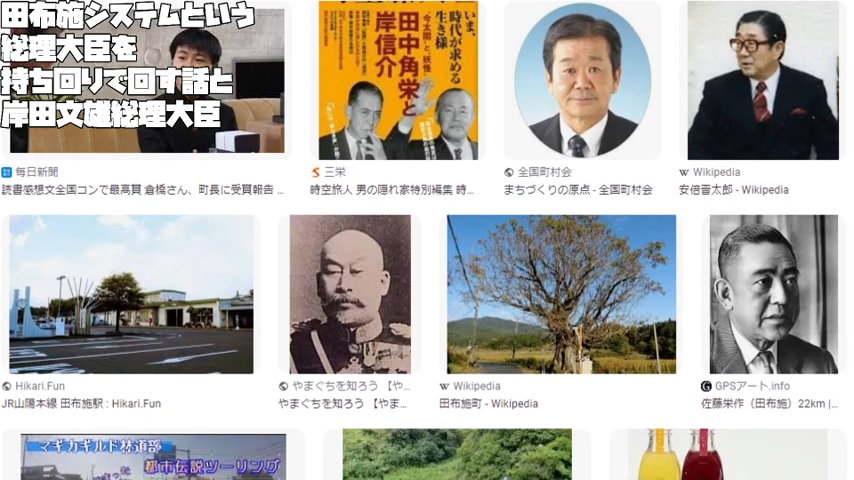 田布施システムという
総理大臣を
持ち回りで回す話と
岸田文雄総理大臣
いま、
時代が求める
生き様
“今太閤”と、“妖怪”
田中角栄と
岸信介
毎日新聞
読書感想文全国コンで最高賞 倉橋さん、町長に受賞報告 ...
三栄
時空旅人 男の隠れ家特別編集 時...
全国町村会
まちづくりの原点 - 全国町村会
W Wikipedia
安倍晋太郎 - Wikipedia
Hikari.Fun
JR山陽本線 田布施駅 : Hikari.Fun
やまぐちを知ろう 【や...
やまぐちを知ろう 【やま...
W Wikipedia
田布施町 - Wikipedia
GPSアート.info
佐藤栄作（田布施）22km |...
マギカギルド林道部
都市伝説ツーリング